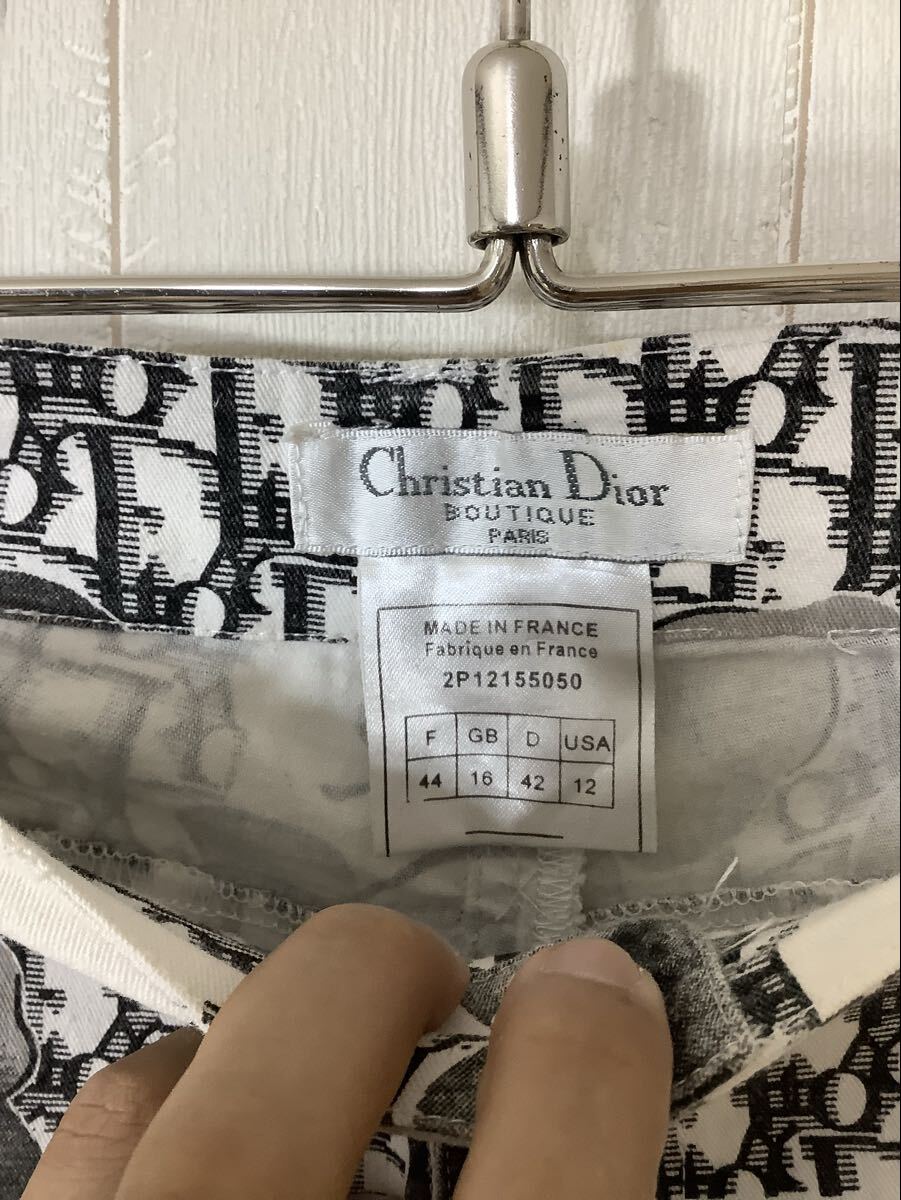 Christian Dior
BOUTIQUE
PARIS
MADE IN FRANCE
Fabrique en France
2P12155050
F GB D USA
44 16 42 12